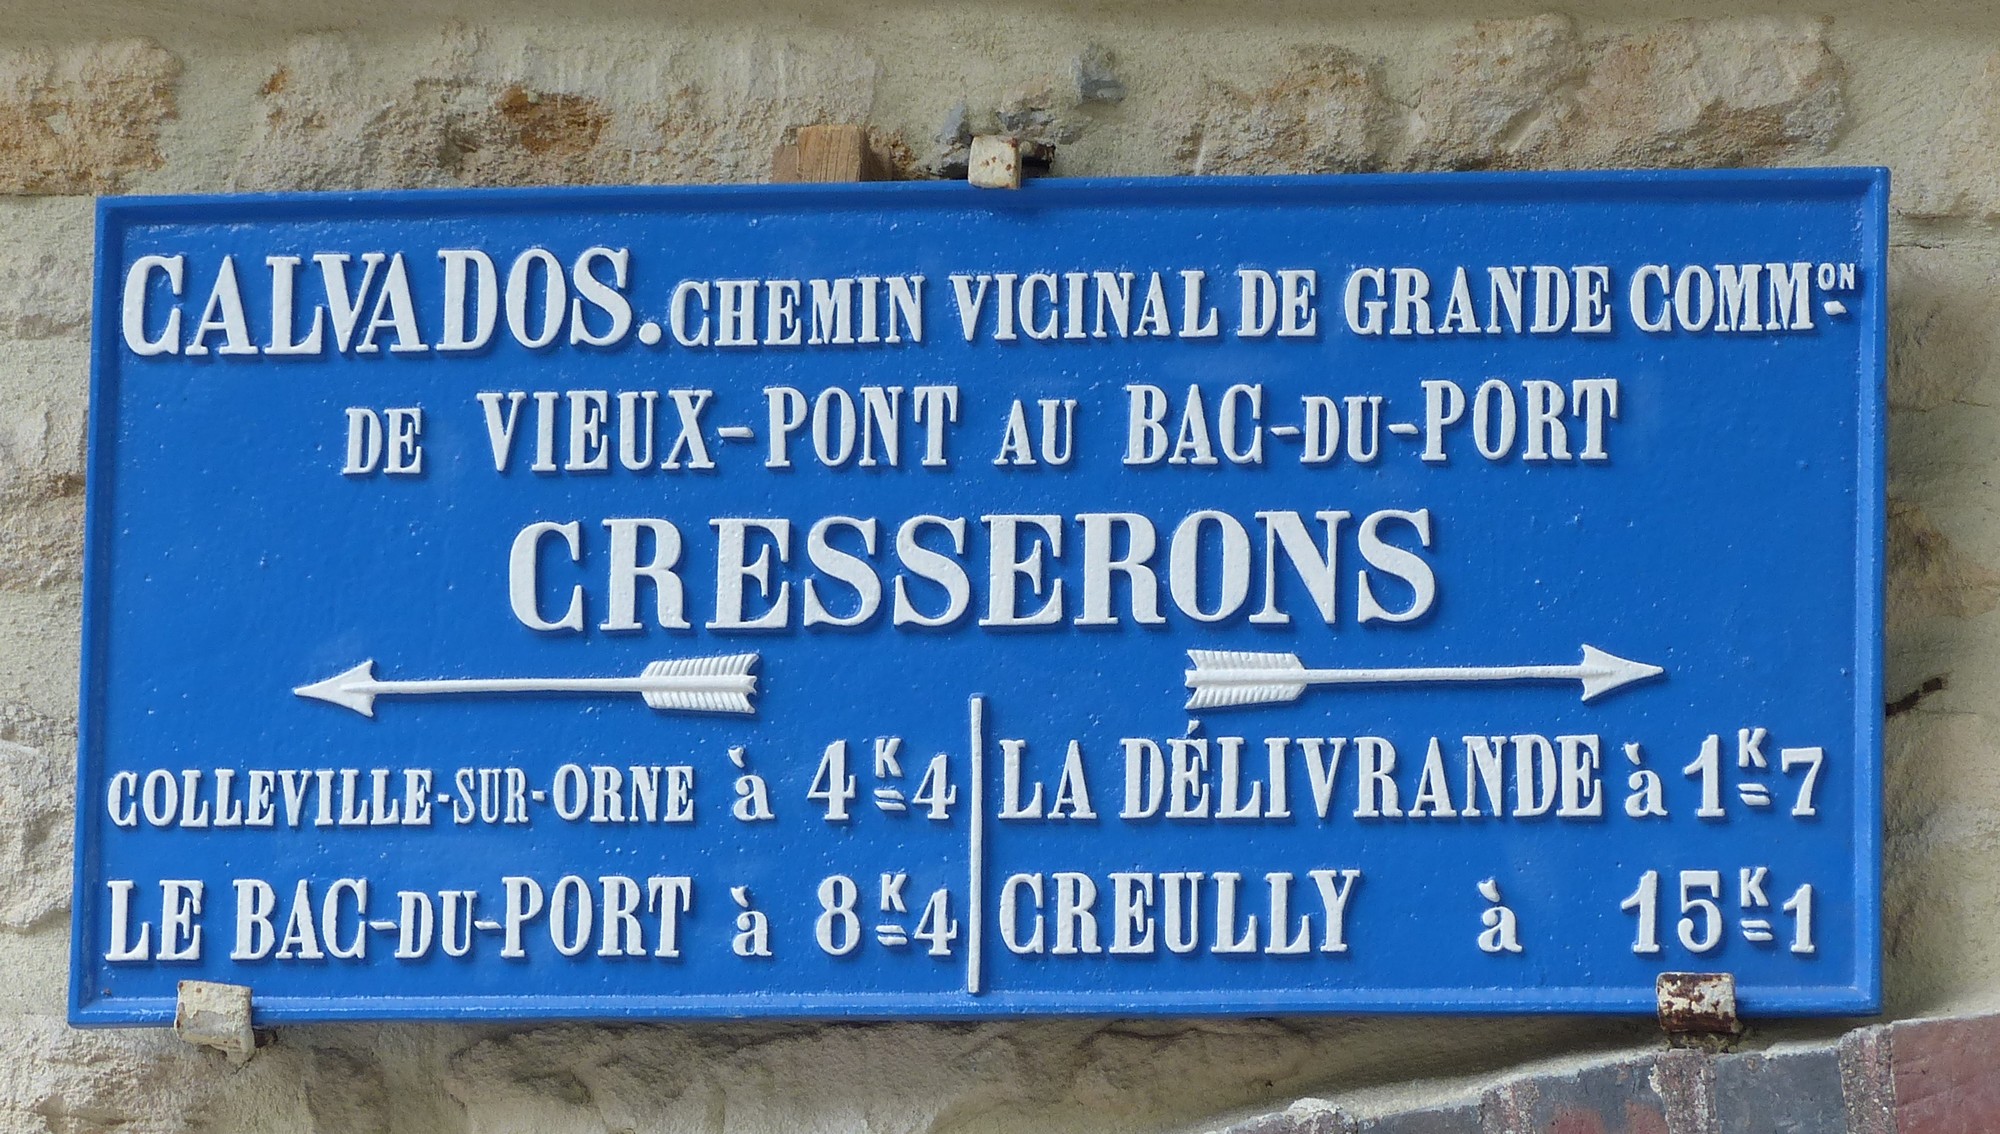 CALVADOS. CHEMIN VICINAL DE GRANDE COMMON
DE VIEUX-PONT AU BAC-DU-PORT
CRESSERONS
COLLEVILLE-SUR-ORNE à 4K4
LE BAC-DU-PORT à 8K4
LA DÉLIVRANDE à 1K7
CREULLY à 15K1